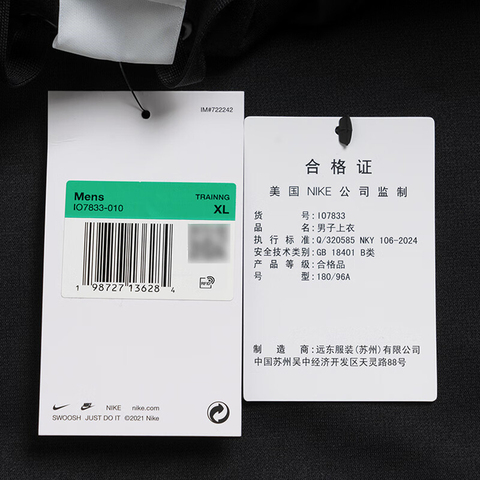 IM#722242
Mens TRAINNG
IO7833-010 XL
RFID
1 98727 13628 4
NIKE nike.com
SWOOSH JUST DO IT ©2021 Nike
合格证
美国 NIKE 公司监制
货号:IO7833
品名:男子上衣
执行标准:Q/320585 NKY 106-2024
安全技术类别:GB 18401 B类
产品等级:合格品
号型:180/96A
制造商:远东服装(苏州)有限公司
中国苏州吴中经济开发区天灵路88号